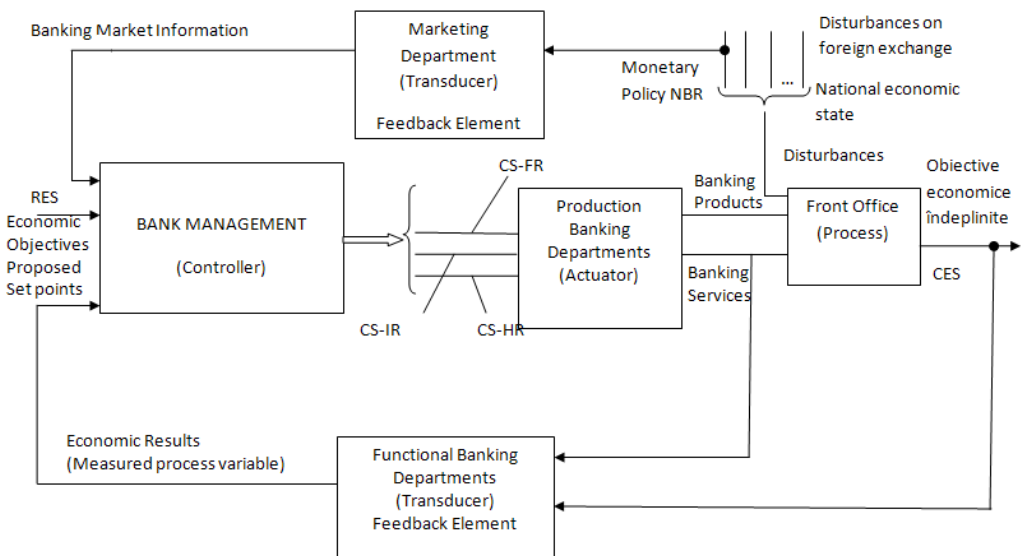 Banking Market Information
Marketing
Department
(Transducer)
Feedback Element
Monetary
Policy NBR
...
Disturbances on
foreign exchange
National economic
state
Disturbances
RES
Economic
Objectives
Proposed
Set points
BANK MANAGEMENT
(Controller)
CS-FR
CS-IR
CS-HR
Production
Banking
Departments
(Actuator)
Banking
Products
Banking
Services
Front Office
(Process)
Obiective
economice
îndeplinite
CES
Economic Results
(Measured process variable)
Functional Banking
Departments
(Transducer)
Feedback Element